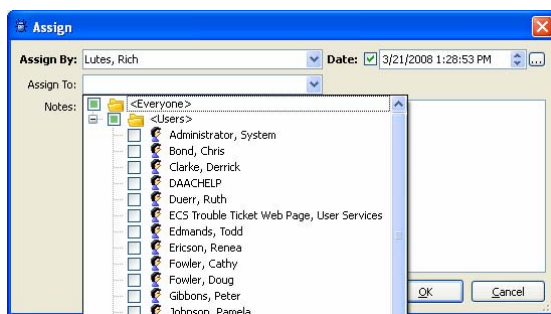 Assign
Assign By: Lutes, Rich Date: 3/21/2008 1:28:53 PM ...
Assign To:
Notes:
<Everyone>
<Users>
Administrator, System
Bond, Chris
Clarke, Derrick
DAACHELP
Duerr, Ruth
ECS Trouble Ticket Web Page, User Services
Edmands, Todd
Ericson, Renea
Fowler, Cathy
Fowler, Doug
Gibbons, Peter
Johnson, Pamela
OK Cancel